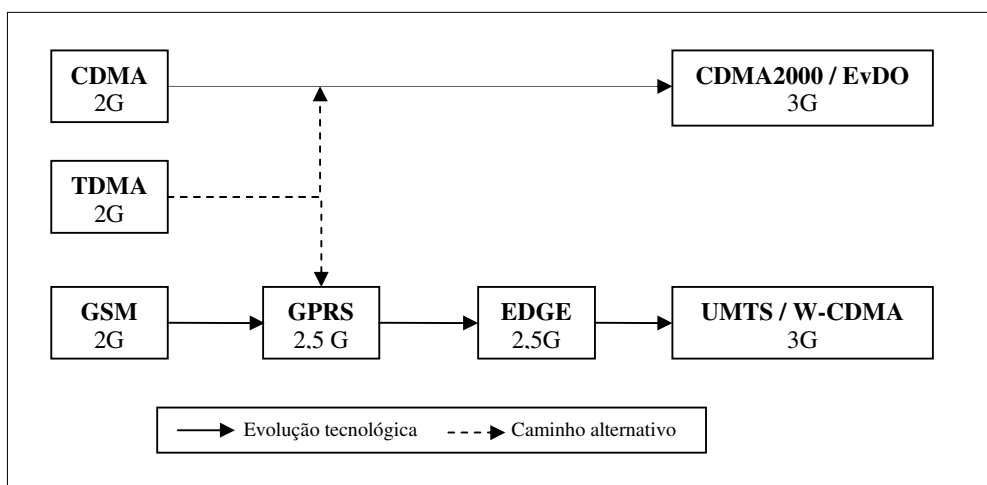 CDMA
2G
CDMA2000 / EvDO
3G
TDMA
2G
GSM
2G
GPRS
2,5 G
EDGE
2,5G
UMTS / W-CDMA
3G
Evolução tecnológica
Caminho alternativo